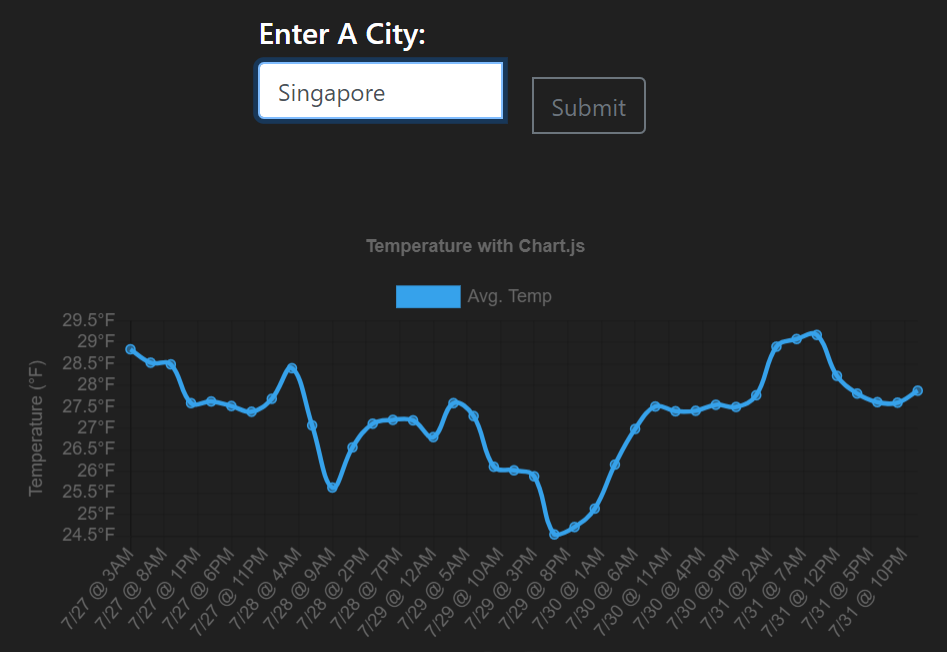 Enter A City:
Singapore
Submit
Temperature with Chart.js
Avg. Temp
Temperature (°F)
29.5°F
29°F
28.5°F
28°F
27.5°F
27°F
26.5°F
26°F
25.5°F
25°F
24.5°F
7/27 @ 3AM
7/27 @ 8AM
7/27 @ 1PM
7/27 @ 6PM
7/27 @ 11PM
7/28 @ 4AM
7/28 @ 9AM
7/28 @ 2PM
7/28 @ 7PM
7/29 @ 12AM
7/29 @ 5AM
7/29 @ 10AM
7/29 @ 3PM
7/29 @ 8PM
7/30 @ 1AM
7/30 @ 6AM
7/30 @ 11AM
7/30 @ 4PM
7/30 @ 9PM
7/31 @ 2AM
7/31 @ 7AM
7/31 @ 12PM
7/31 @ 5PM
7/31 @ 10PM